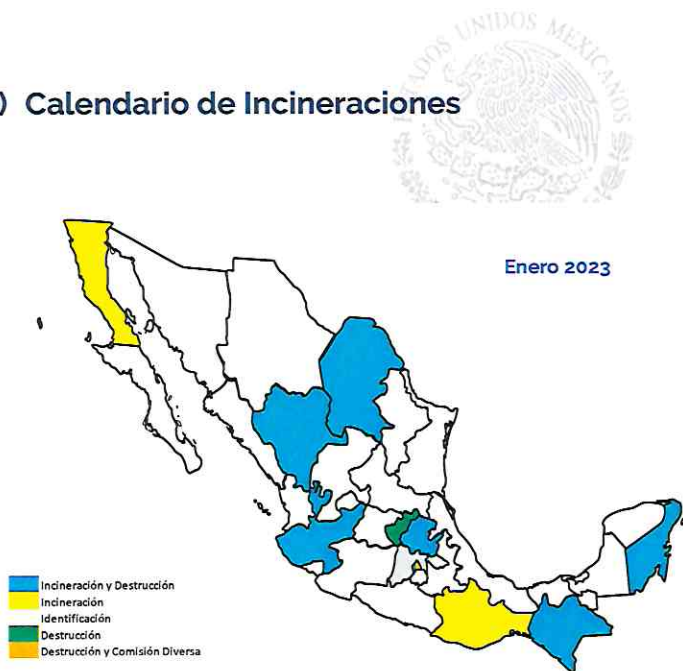 ESTADOS UNIDOS MEXICANOS
) Calendario de Incineraciones
Enero 2023
Incineración y Destrucción
Incineración
Identificación
Destrucción
Destrucción y Comisión Diversa